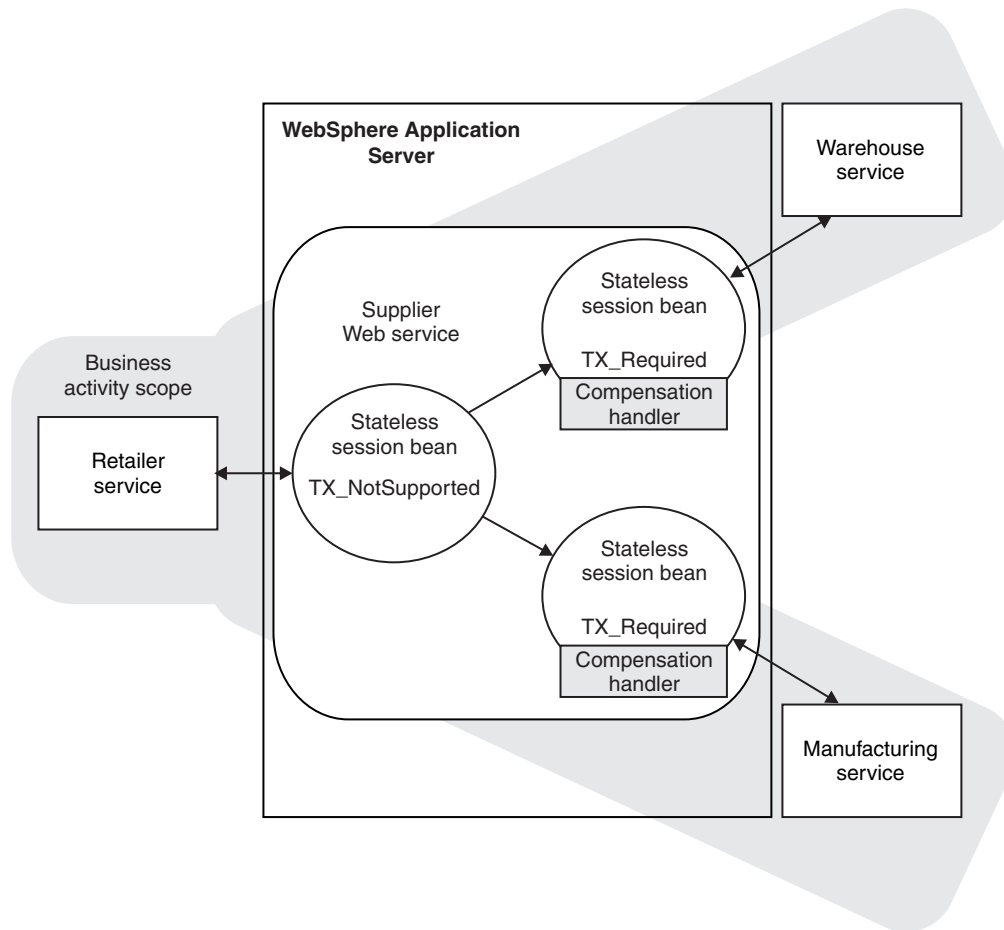 WebSphere Application
Server
Warehouse
service
Supplier
Web service
Stateless
session bean
TX_Required
Compensation
handler
Business
activity scope
Retailer
service
Stateless
session bean
TX_NotSupported
Stateless
session bean
TX_Required
Compensation
handler
Manufacturing
service